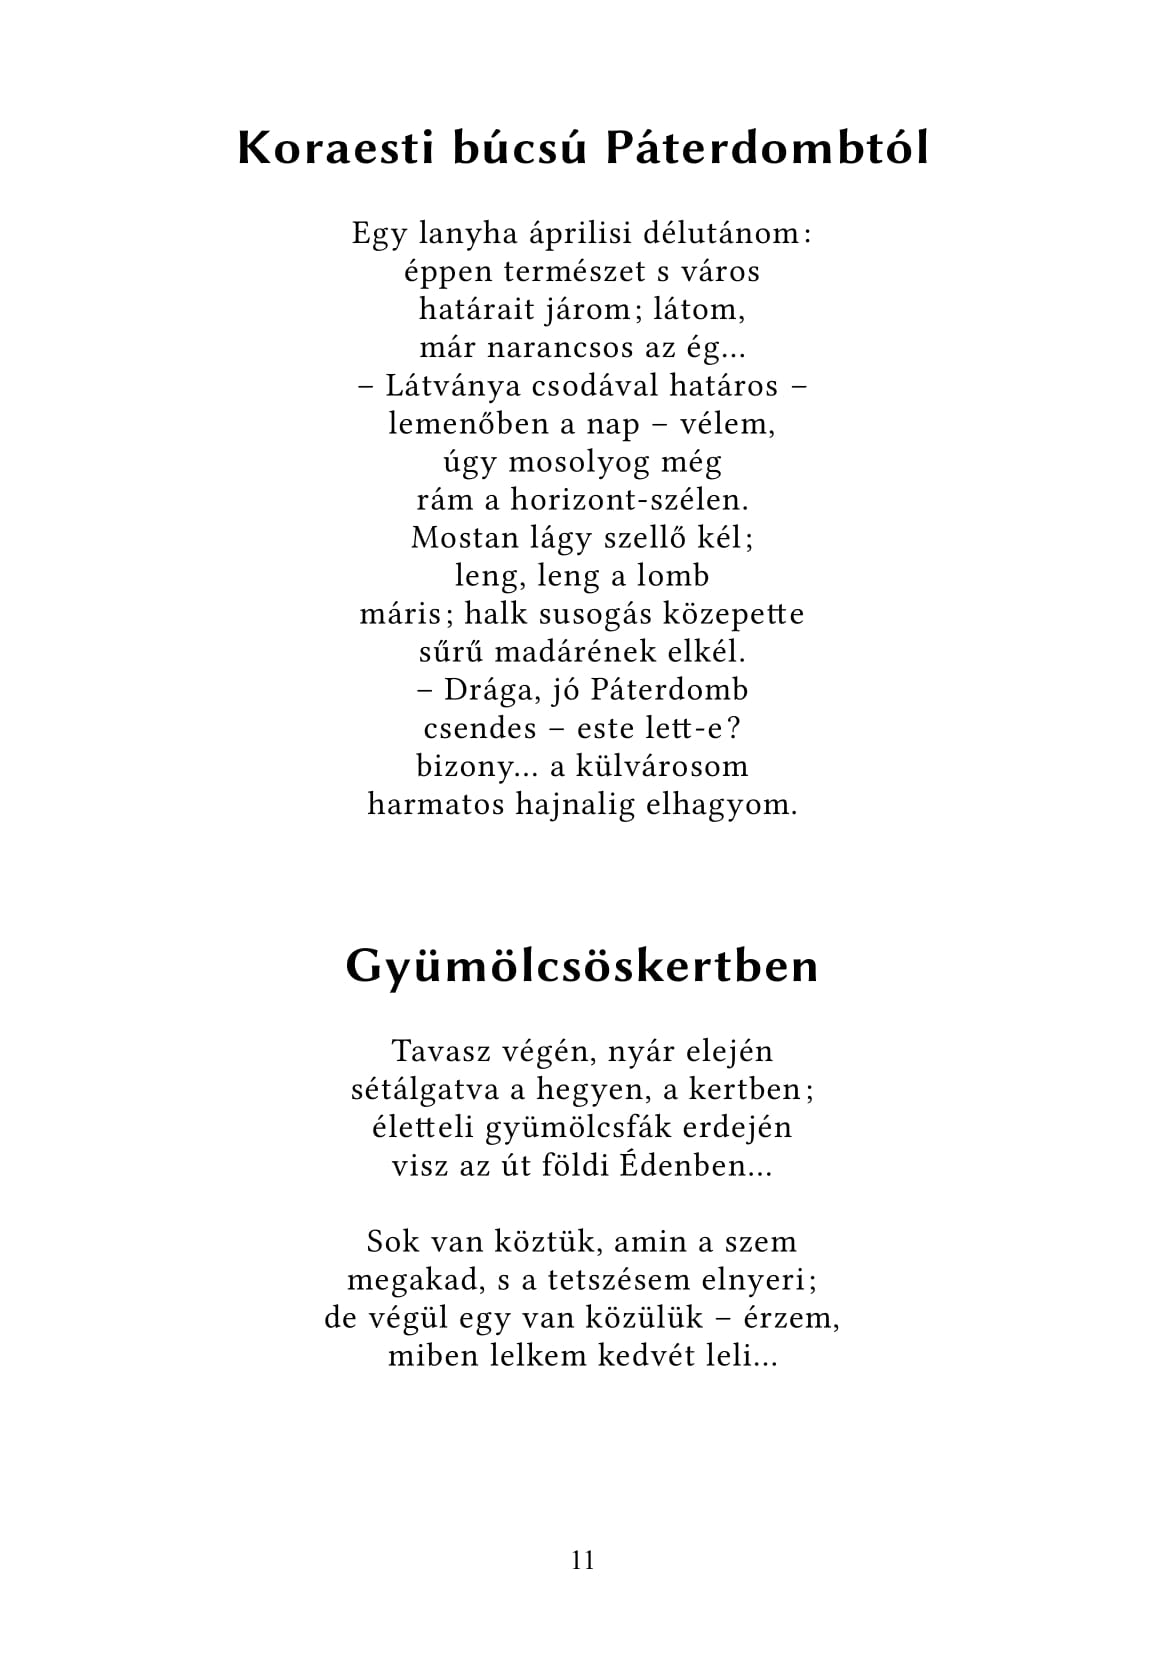 Koraesti búcsú Páterdombtól
Egy lanyha áprilisi délutánom:
éppen természet s város
határait járom; látom,
már narancsos az ég…
– Látványa csodával határos –
lemenőben a nap – vélem,
úgy mosolyog még
rám a horizont-szélen.
Mostan lágy szellő kél;
leng, leng a lomb
máris; halk susogás közepette
sűrű madárének elkél.
– Drága, jó Páterdomb
csendes – este lett-e?
bizony… a külvárosom
harmatos hajnalig elhagyom.
Gyümölcsöskertben
Tavasz végén, nyár elején
sétálgatva a hegyen, a kertben;
életteli gyümölcsfák erdején
visz az út földi Édenben…
Sok van köztük, amin a szem
megakad, s a tetszésem elnyeri;
de végül egy van közülük – érzem,
miben lelkem kedvét leli…
11